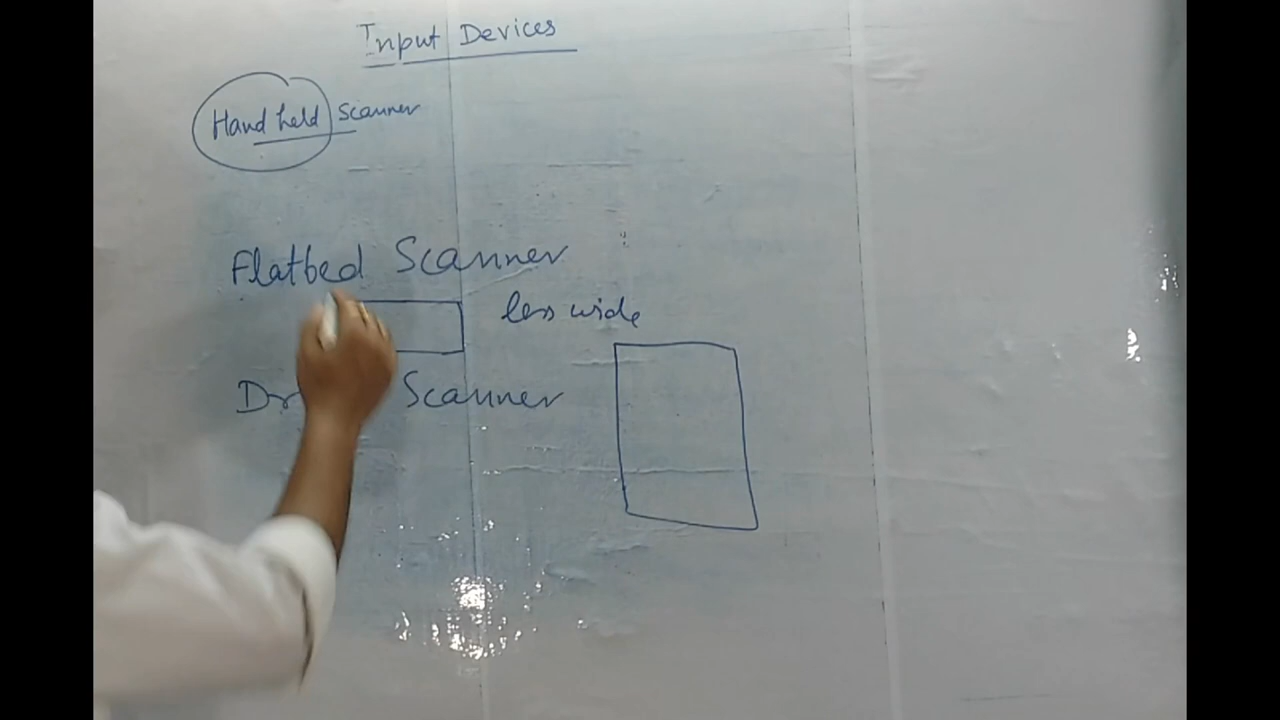 Input Devices
Hand held Scanner
Flatbed Scanner
less wide
Scanner